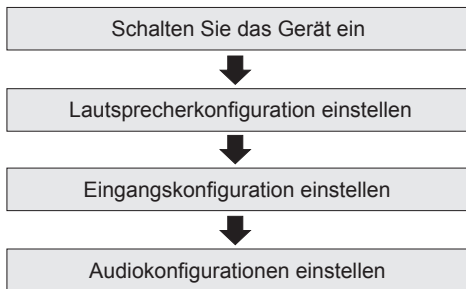 Schalten Sie das Gerät ein
Lautsprecherkonfiguration einstellen
Eingangskonfiguration einstellen
Audiokonfigurationen einstellen